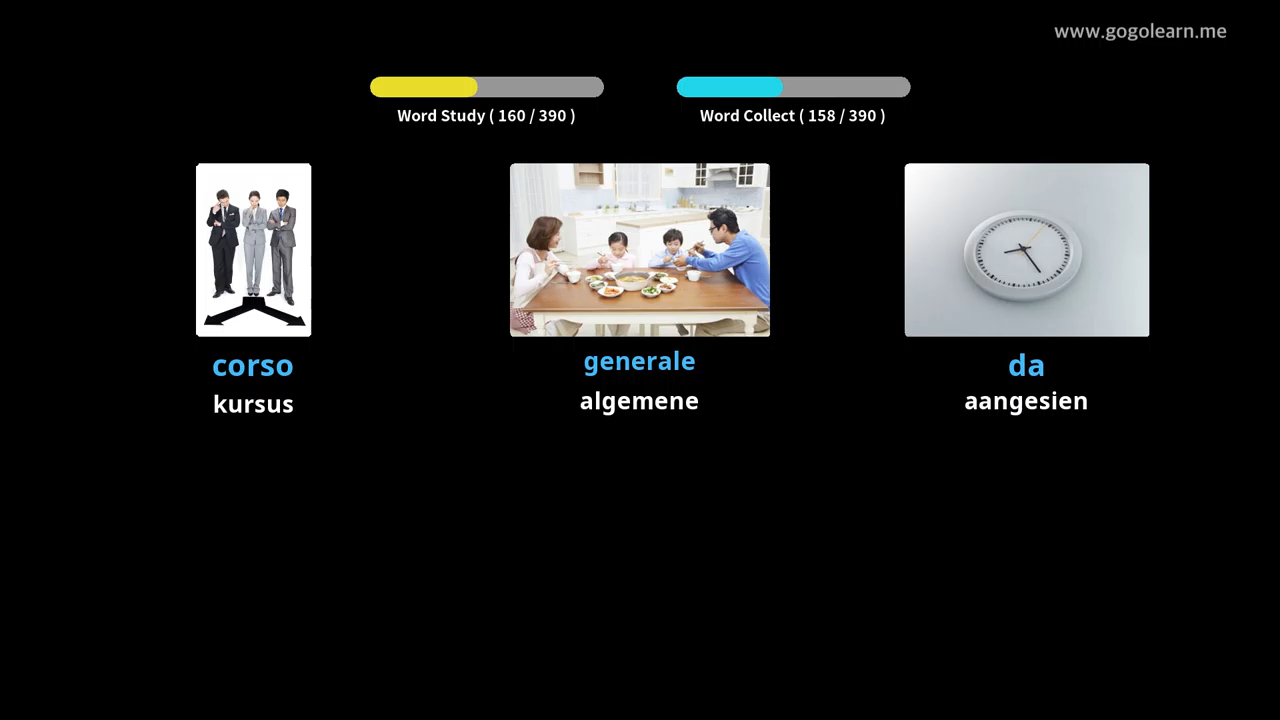 www.gogolearn.me
Word Study ( 160 / 390 )
Word Collect ( 158 / 390 )
corso
kursus
generale
algemene
da
aangesien